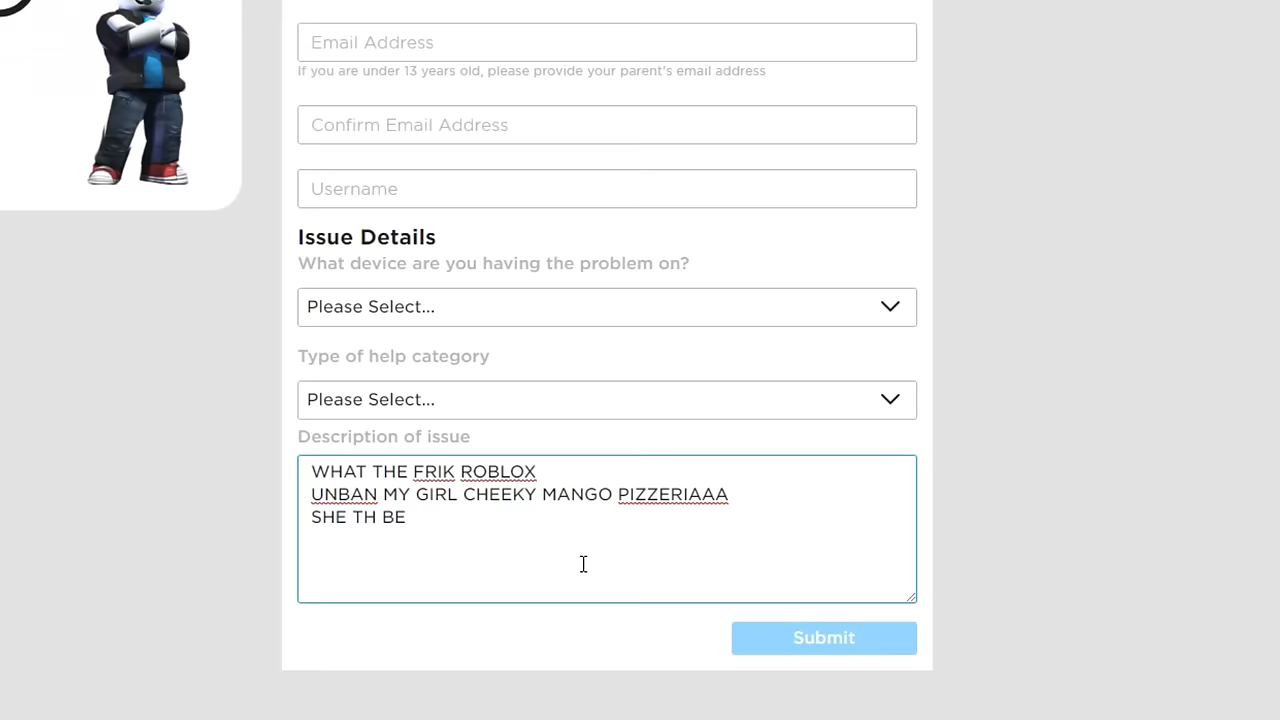 Email Address
If you are under 13 years old, please provide your parent's email address
Confirm Email Address
Username
Issue Details
What device are you having the problem on?
Please Select...
Type of help category
Please Select...
Description of issue
WHAT THE FRIK ROBLOX
UNBAN MY GIRL CHEEKY MANGO PIZZERIAAA
SHE TH BE
Submit